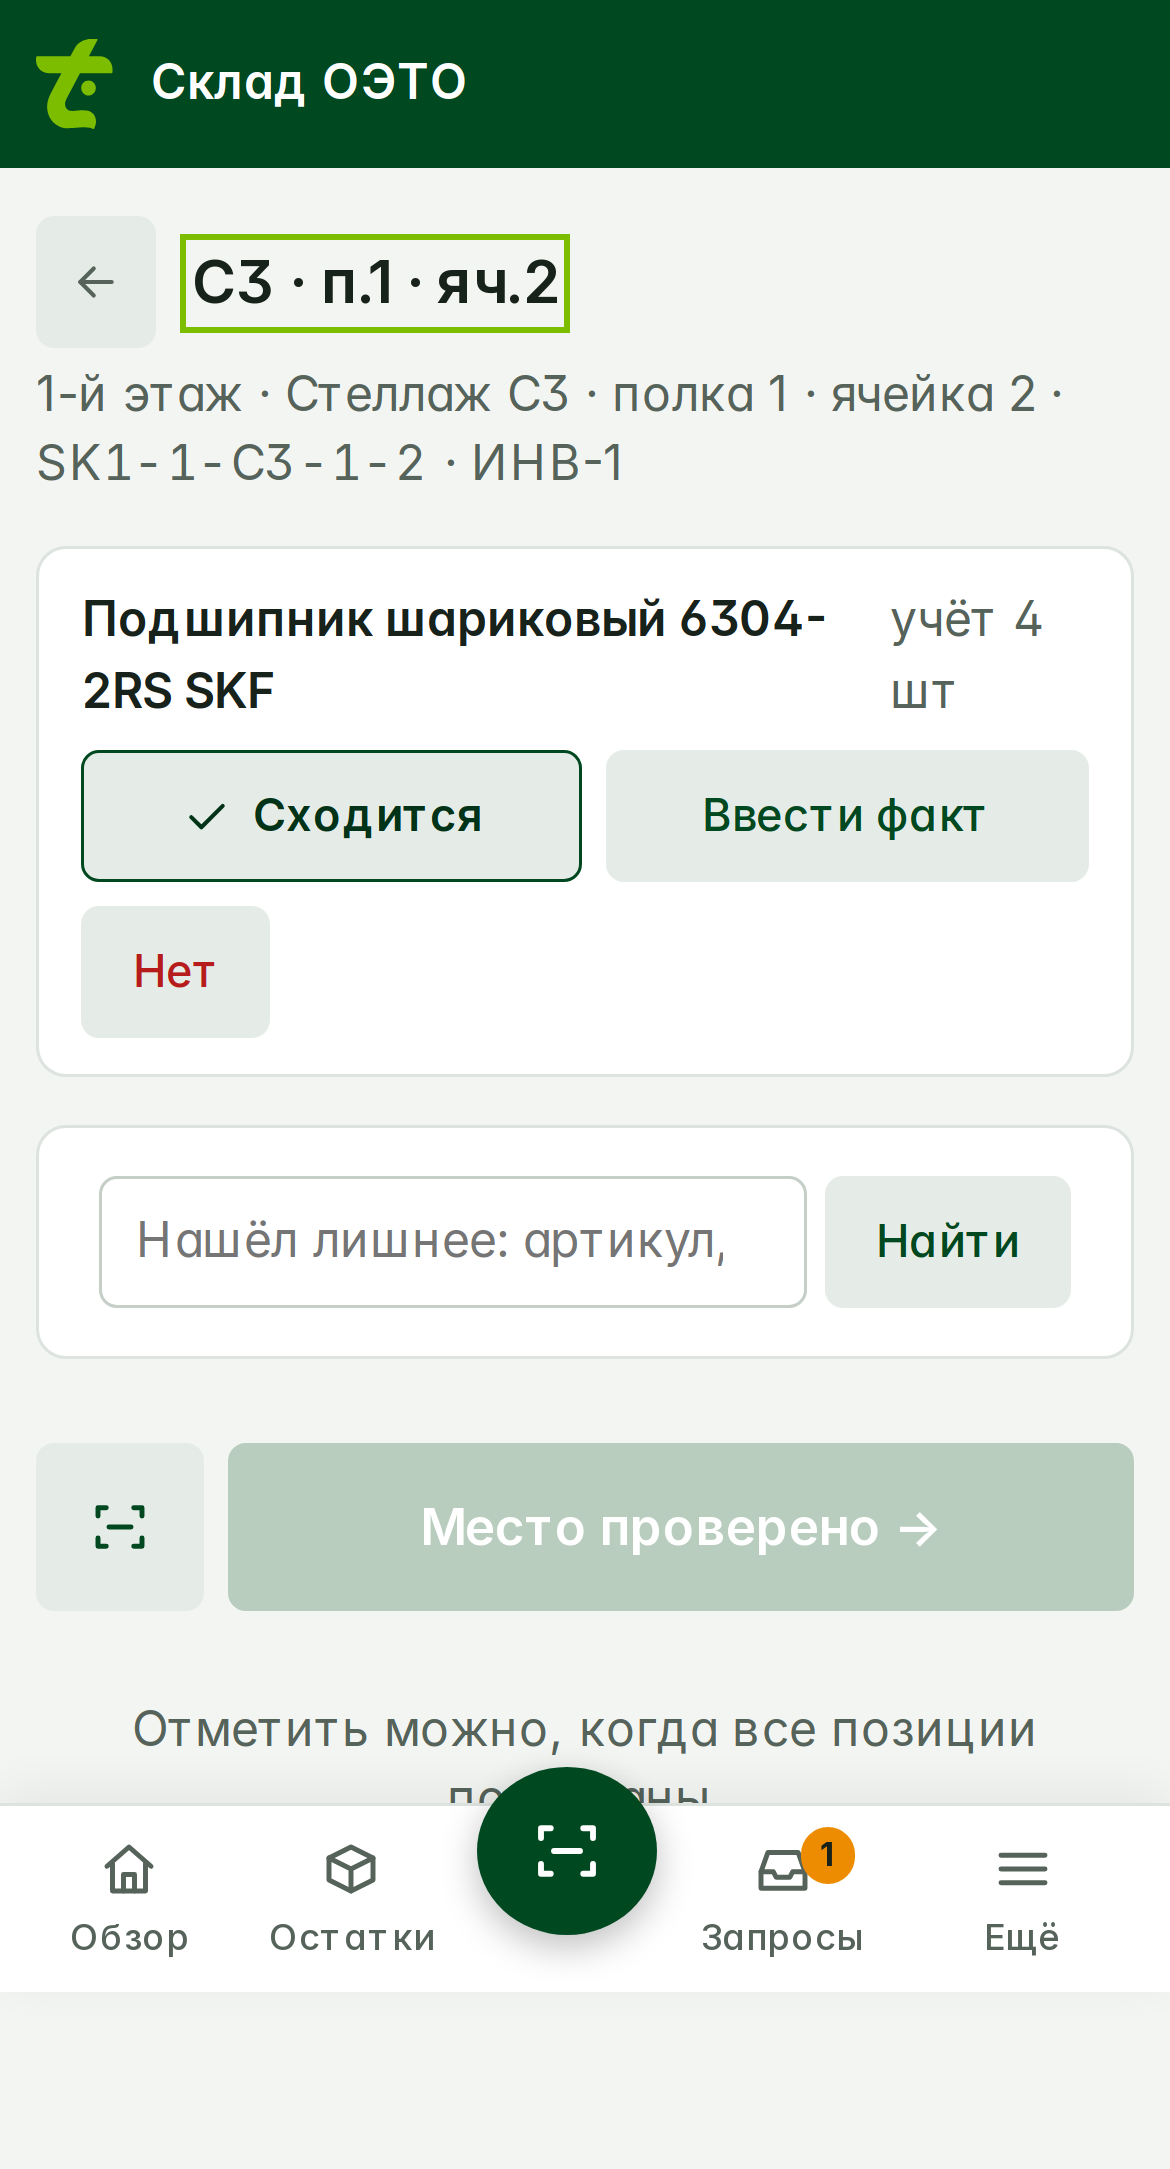 Склад ОЭТО
С3 · п.1 · яч.2
1-й этаж · Стеллаж С3 · полка 1 · ячейка 2 ·
SK1-1-С3-1-2 · ИНВ-1
Подшипник шариковый 6304-
2RS SKF
учёт 4
шт
Сходится
Ввести факт
Нет
Нашёл лишнее: артикул,
Найти
Место проверено →
Отметить можно, когда все позиции
Обзор
Остатки
1
Запросы
Ещё